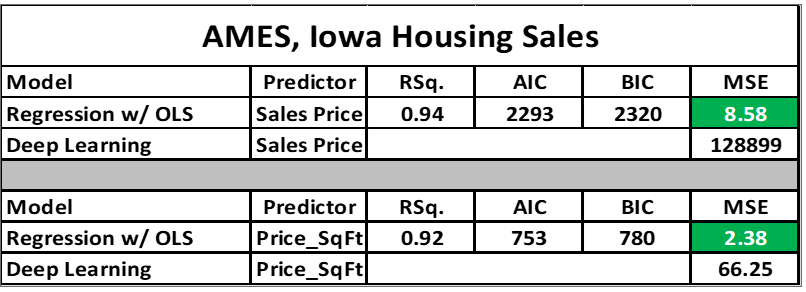 AMES, Iowa Housing Sales
Model Predictor RSq. AIC BIC MSE
Regression w/ OLS Sales Price 0.94 2293 2320 8.58
Deep Learning Sales Price 128899
Model Predictor RSq. AIC BIC MSE
Regression w/ OLS Price_SqFt 0.92 753 780 2.38
Deep Learning Price_SqFt 66.25